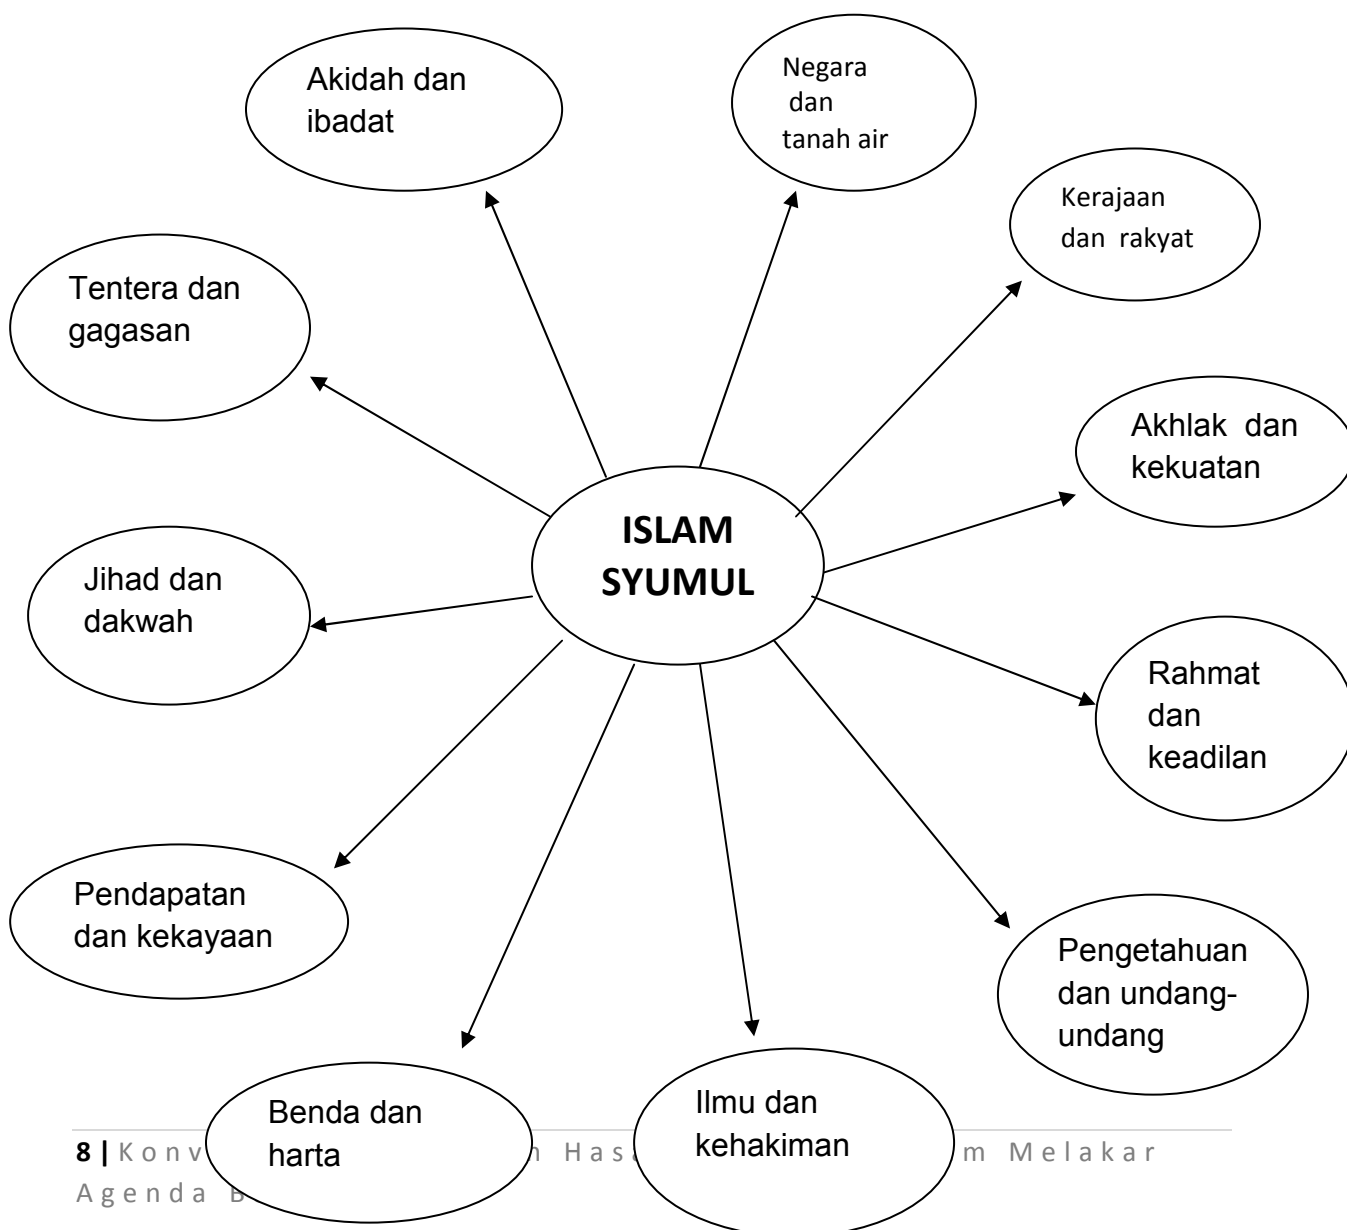 Akidah dan
ibadat
Negara
dan
tanah air
Kerajaan
dan rakyat
Tentera dan
gagasan
Akhlak dan
kekuatan
ISLAM
SYUMUL
Jihad dan
dakwah
Rahmat
dan
keadilan
Pendapatan
dan kekayaan
Pengetahuan
dan undang-
undang
Benda dan
harta
Ilmu dan
kehakiman
8 | Melakar
Agenda